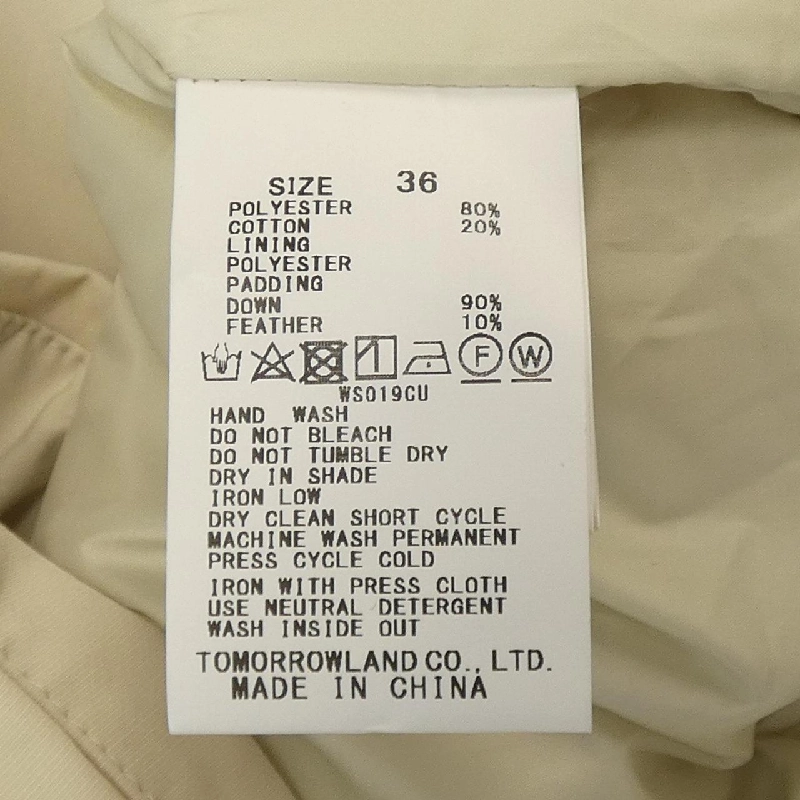 SIZE 36
POLYESTER 80%
COTTON 20%
LINING
POLYESTER
PADDING
DOWN 90%
FEATHER 10%
F W
WS019CU
HAND WASH
DO NOT BLEACH
DO NOT TUMBLE DRY
DRY IN SHADE
IRON LOW
DRY CLEAN SHORT CYCLE
MACHINE WASH PERMANENT
PRESS CYCLE COLD
IRON WITH PRESS CLOTH
USE NEUTRAL DETERGENT
WASH INSIDE OUT
TOMORROWLAND CO., LTD.
MADE IN CHINA